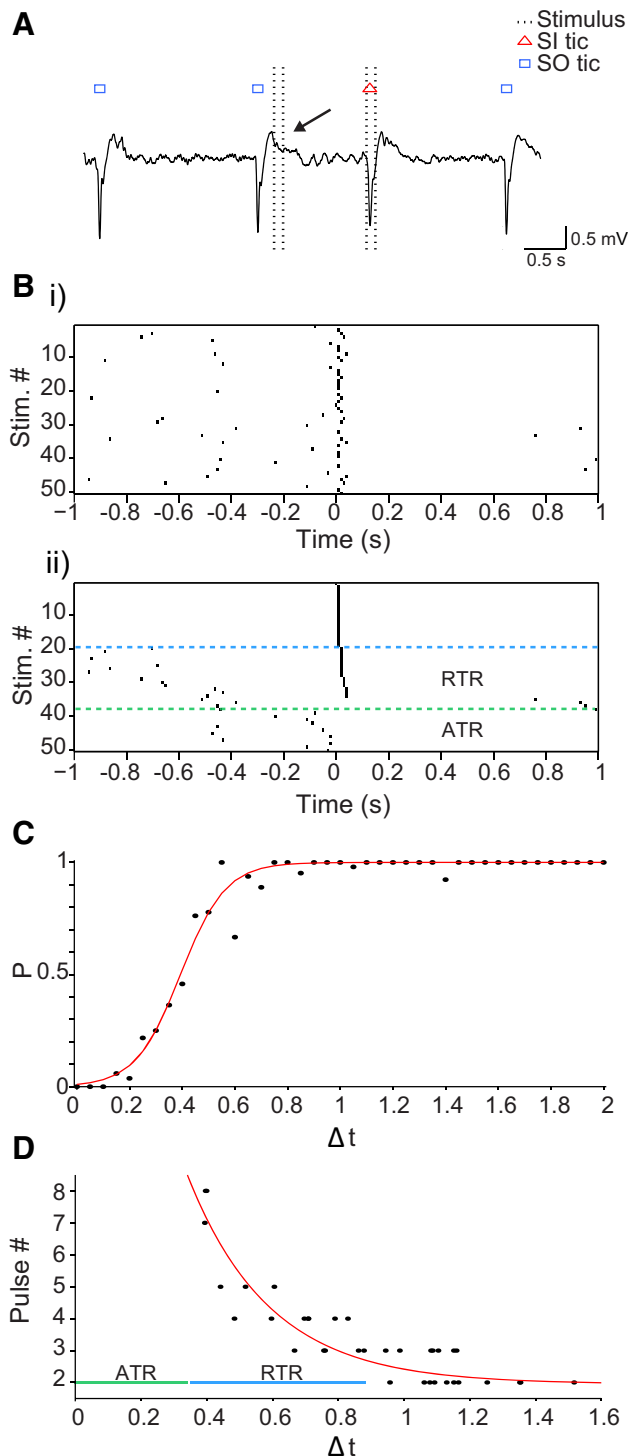 A
Stimulus
SI tic
SO tic
0.5 mV
0.5 s
B
i)
Stim. #
10
20
30
40
50
−1 -0.8 -0.6 -0.4 -0.2 0 0.2 0.4 0.6 0.8 1
Time (s)
ii)
Stim. #
10
20
30
40
50
RTR
ATR
-1 -0.8 -0.6 -0.4 -0.2 0 0.2 0.4 0.6 0.8 1
Time (s)
C
P
1
0.5
0
0 0.2 0.4 0.6 0.8 1 1.2 1.4 1.6 1.8 2
Δ t
D
Pulse #
8
7
6
5
4
3
2
ATR RTR
0 0.2 0.4 0.6 0.8 1 1.2 1.4 1.6
Δ t